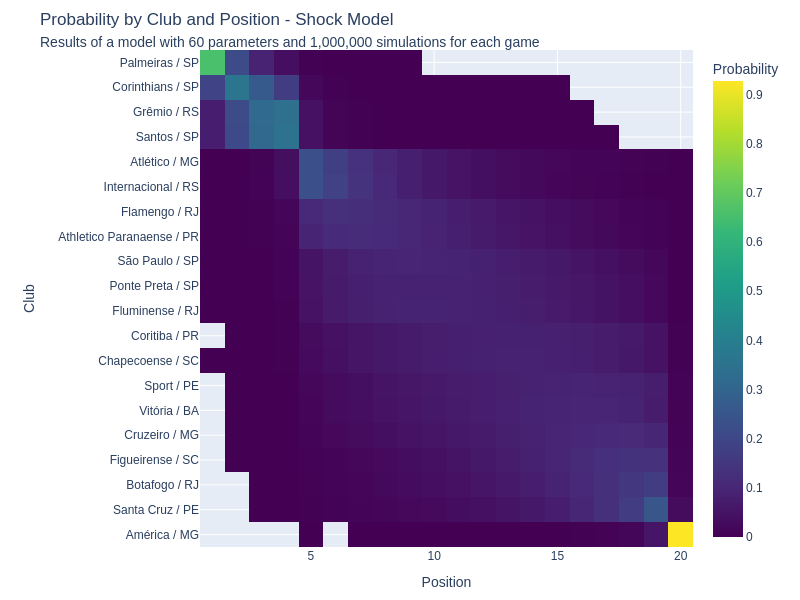 Probability by Club and Position - Shock Model
Results of a model with 60 parameters and 1,000,000 simulations for each game
Probability
Palmeiras / SP
Corinthians / SP
Grêmio / RS
Santos / SP
Atlético / MG
Internacional / RS
Flamengo / RJ
Athletico Paranaense / PR
São Paulo / SP
Ponte Preta / SP
Fluminense / RJ
Coritiba / PR
Chapecoense / SC
Sport / PE
Vitória / BA
Cruzeiro / MG
Figueirense / SC
Botafogo / RJ
Santa Cruz / PE
América / MG
Club
5
10
15
20
Position
0.9
0.8
0.7
0.6
0.5
0.4
0.3
0.2
0.1
0